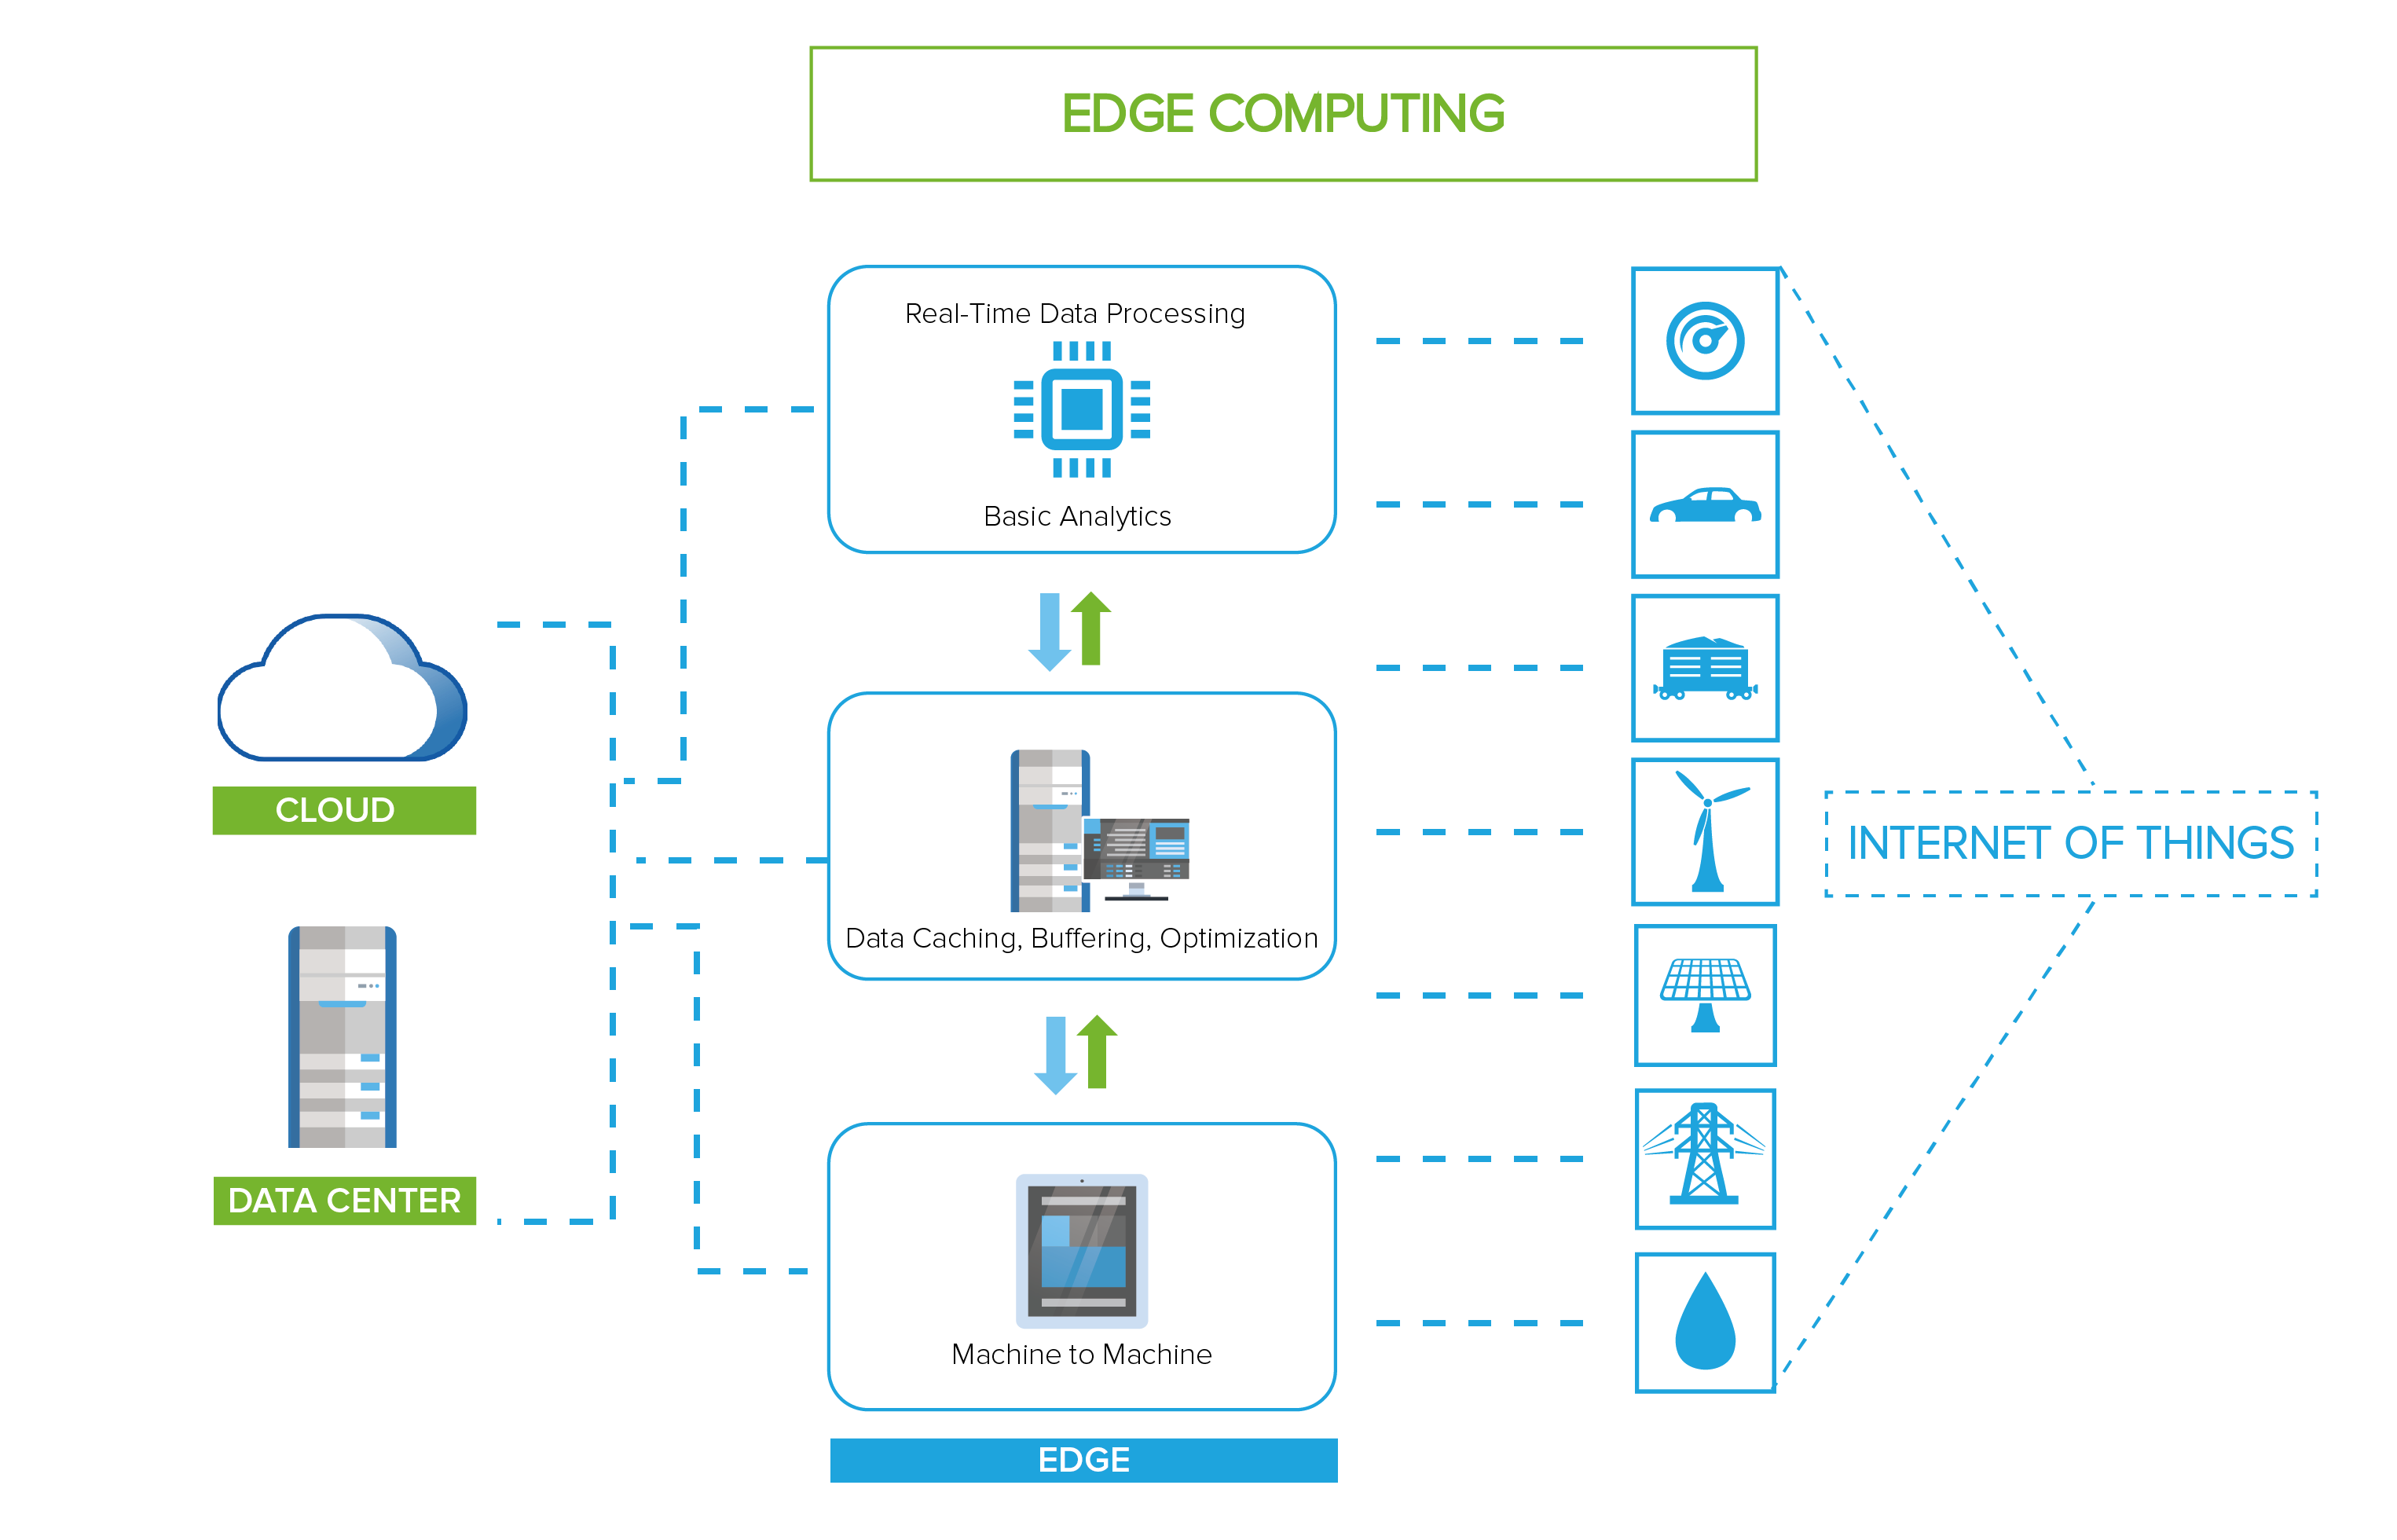 EDGE COMPUTING
Real-Time Data Processing
Basic Analytics
CLOUD
DATA CENTER
Data Caching, Buffering, Optimization
Machine to Machine
EDGE
INTERNET OF THINGS